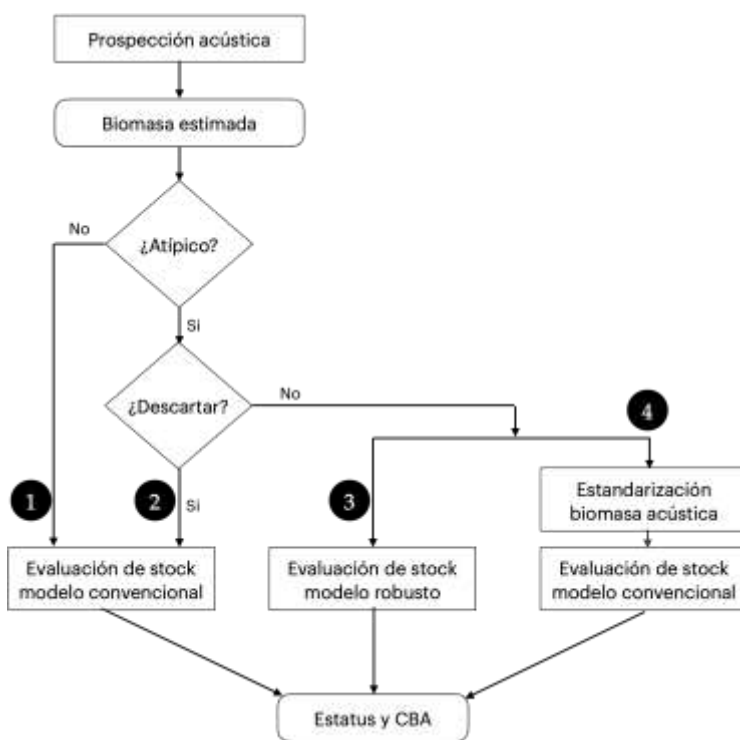 Prospección acústica
Biomasa estimada
No
¿Atípico?
Si
¿Descartar?
No
4
1
2
Si
3
Estandarización
biomasa acústica
Evaluación de stock
modelo convencional
Evaluación de stock
modelo robusto
Evaluación de stock
modelo convencional
Estatus y CBA